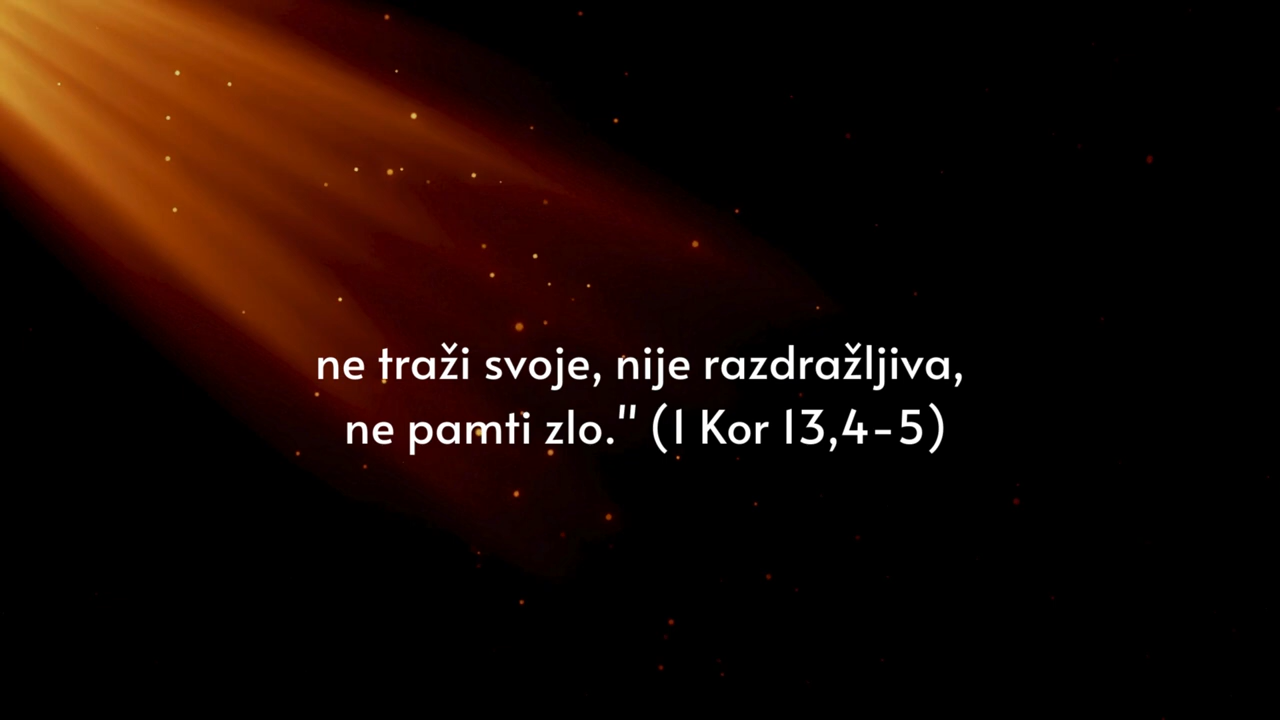 ne traži svoje, nije razdražljiva,
ne pamti zlo." (1 Kor 13,4-5)